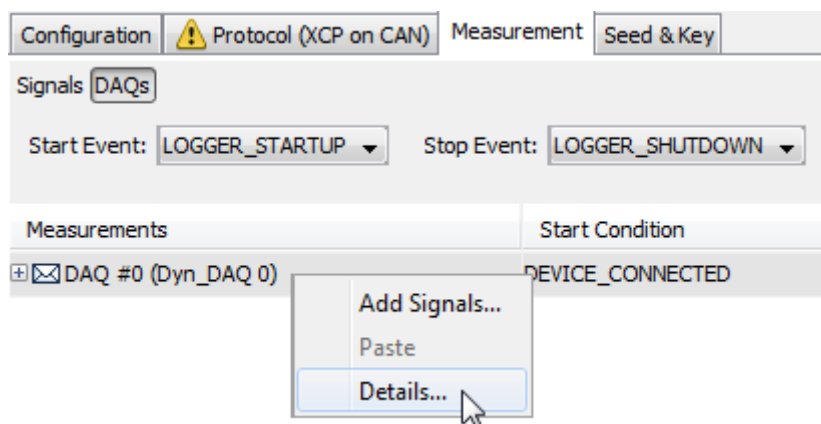 Configuration Protocol (XCP on CAN) Measurement Seed & Key
Signals DAQs
Start Event: LOGGER_STARTUP Stop Event: LOGGER_SHUTDOWN
Measurements Start Condition
DAQ #0 (Dyn_DAQ 0) DEVICE_CONNECTED
Add Signals...
Paste
Details...